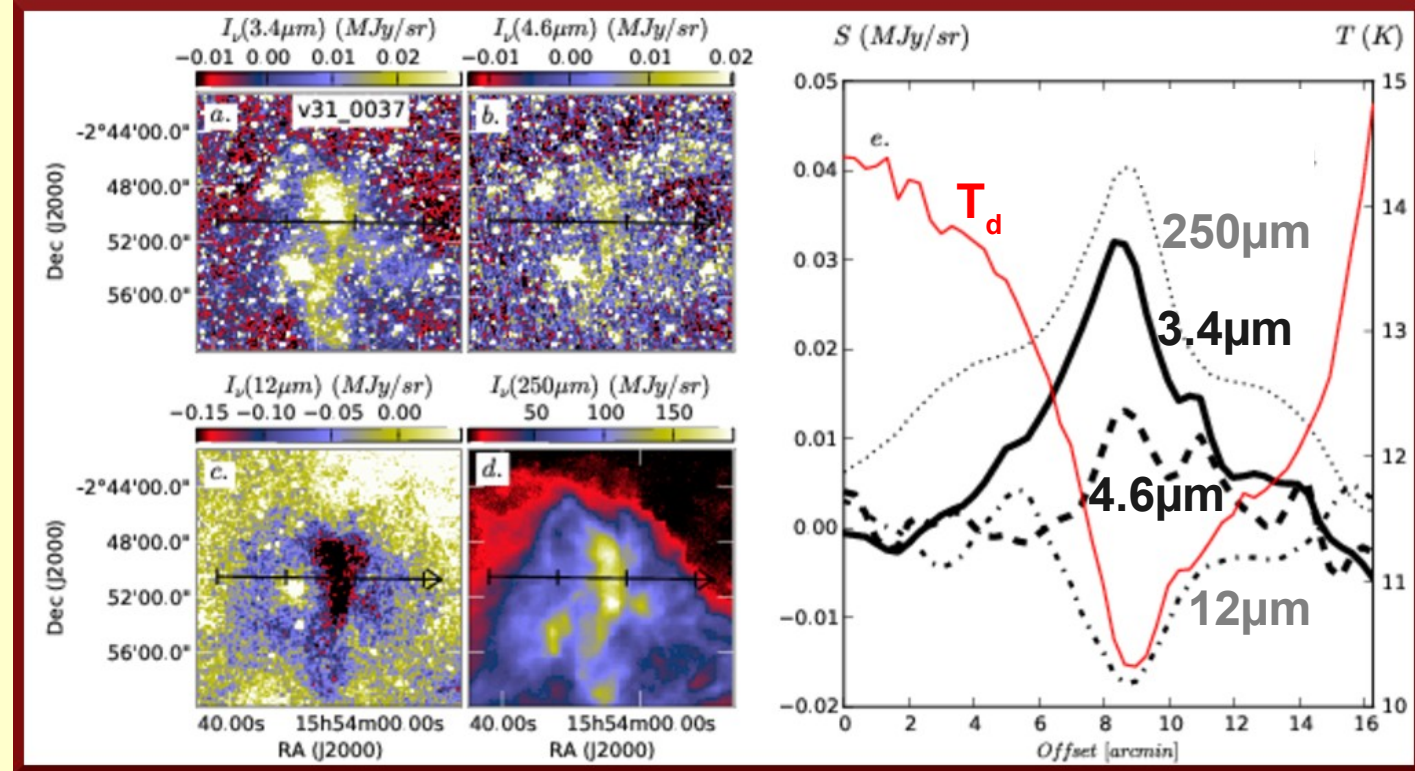 I_ν(3.4μm) (MJy/sr)
−0.01 0.00 0.01 0.02
I_ν(4.6μm) (MJy/sr)
−0.01 0.00 0.01 0.02
a.
v31_0037
b.
-2°44'00.0"
48'00.0"
52'00.0"
56'00.0"
Dec (J2000)
I_ν(12μm) (MJy/sr)
−0.15 −0.10 −0.05 0.00
I_ν(250μm) (MJy/sr)
50 100 150
c.
d.
-2°44'00.0"
48'00.0"
52'00.0"
56'00.0"
Dec (J2000)
40.00s 15h54m00.00s
RA (J2000)
40.00s 15h54m00.00s
RA (J2000)
S (MJy/sr)
T (K)
0.05
0.04
0.03
0.02
0.01
0.00
−0.01
−0.02
15
14
13
12
11
10
e.
T_d
250μm
3.4μm
4.6μm
12μm
0 2 4 6 8 10 12 14 16
Offset [arcmin]